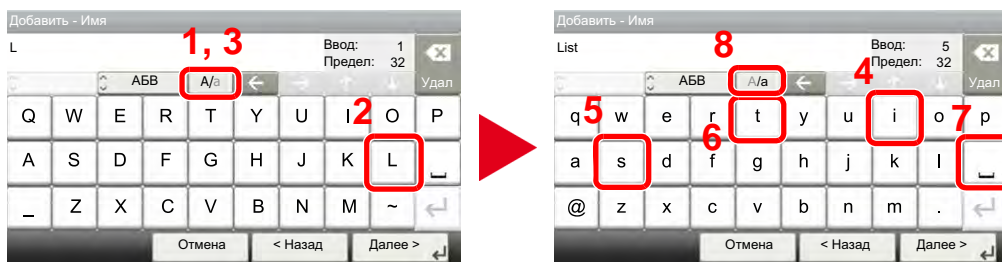 Добавить - Имя
L
1, 3
Ввод: 1
Предел: 32
АБВ
A/a
Удал
Q W E R T Y U I 2 O P
A S D F G H J K L
_ Z X C V B N M ~
Отмена
< Назад
Далее >
Добавить - Имя
List
8
Ввод: 5
Предел: 32
4
АБВ
A/a
Удал
q 5 w e r t y u i o 7 p
6
a s d f g h j k l
@ z x c v b n m .
Отмена
< Назад
Далее >